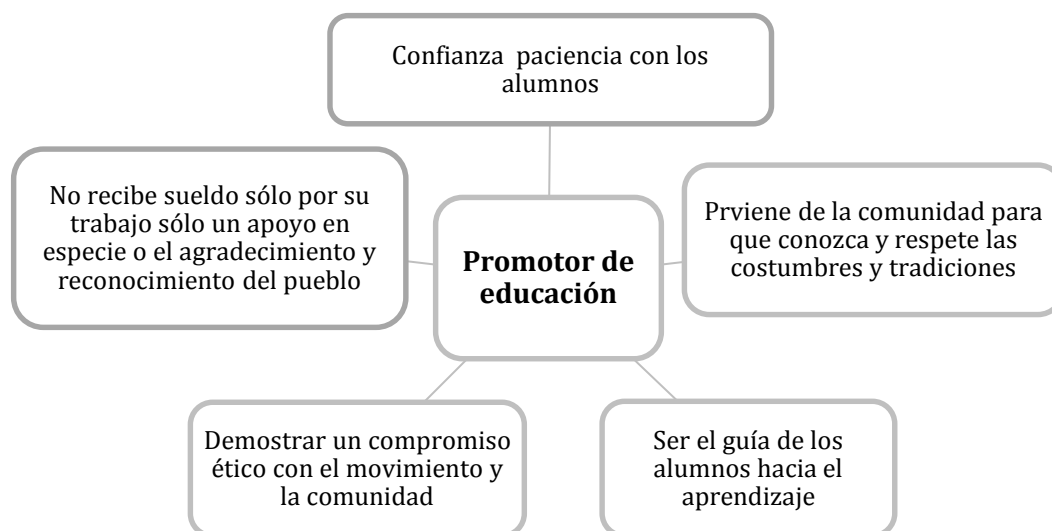 Confianza  paciencia con los
alumnos
No recibe sueldo sólo por su
trabajo sólo un apoyo en
especie o el agradecimiento y
reconocimiento del pueblo
Promotor de
educación
Prviene de la comunidad para
que conozca y respete las
costumbres y tradiciones
Demostrar un compromiso
ético con el movimiento y
la comunidad
Ser el guía de los
alumnos hacia el
aprendizaje